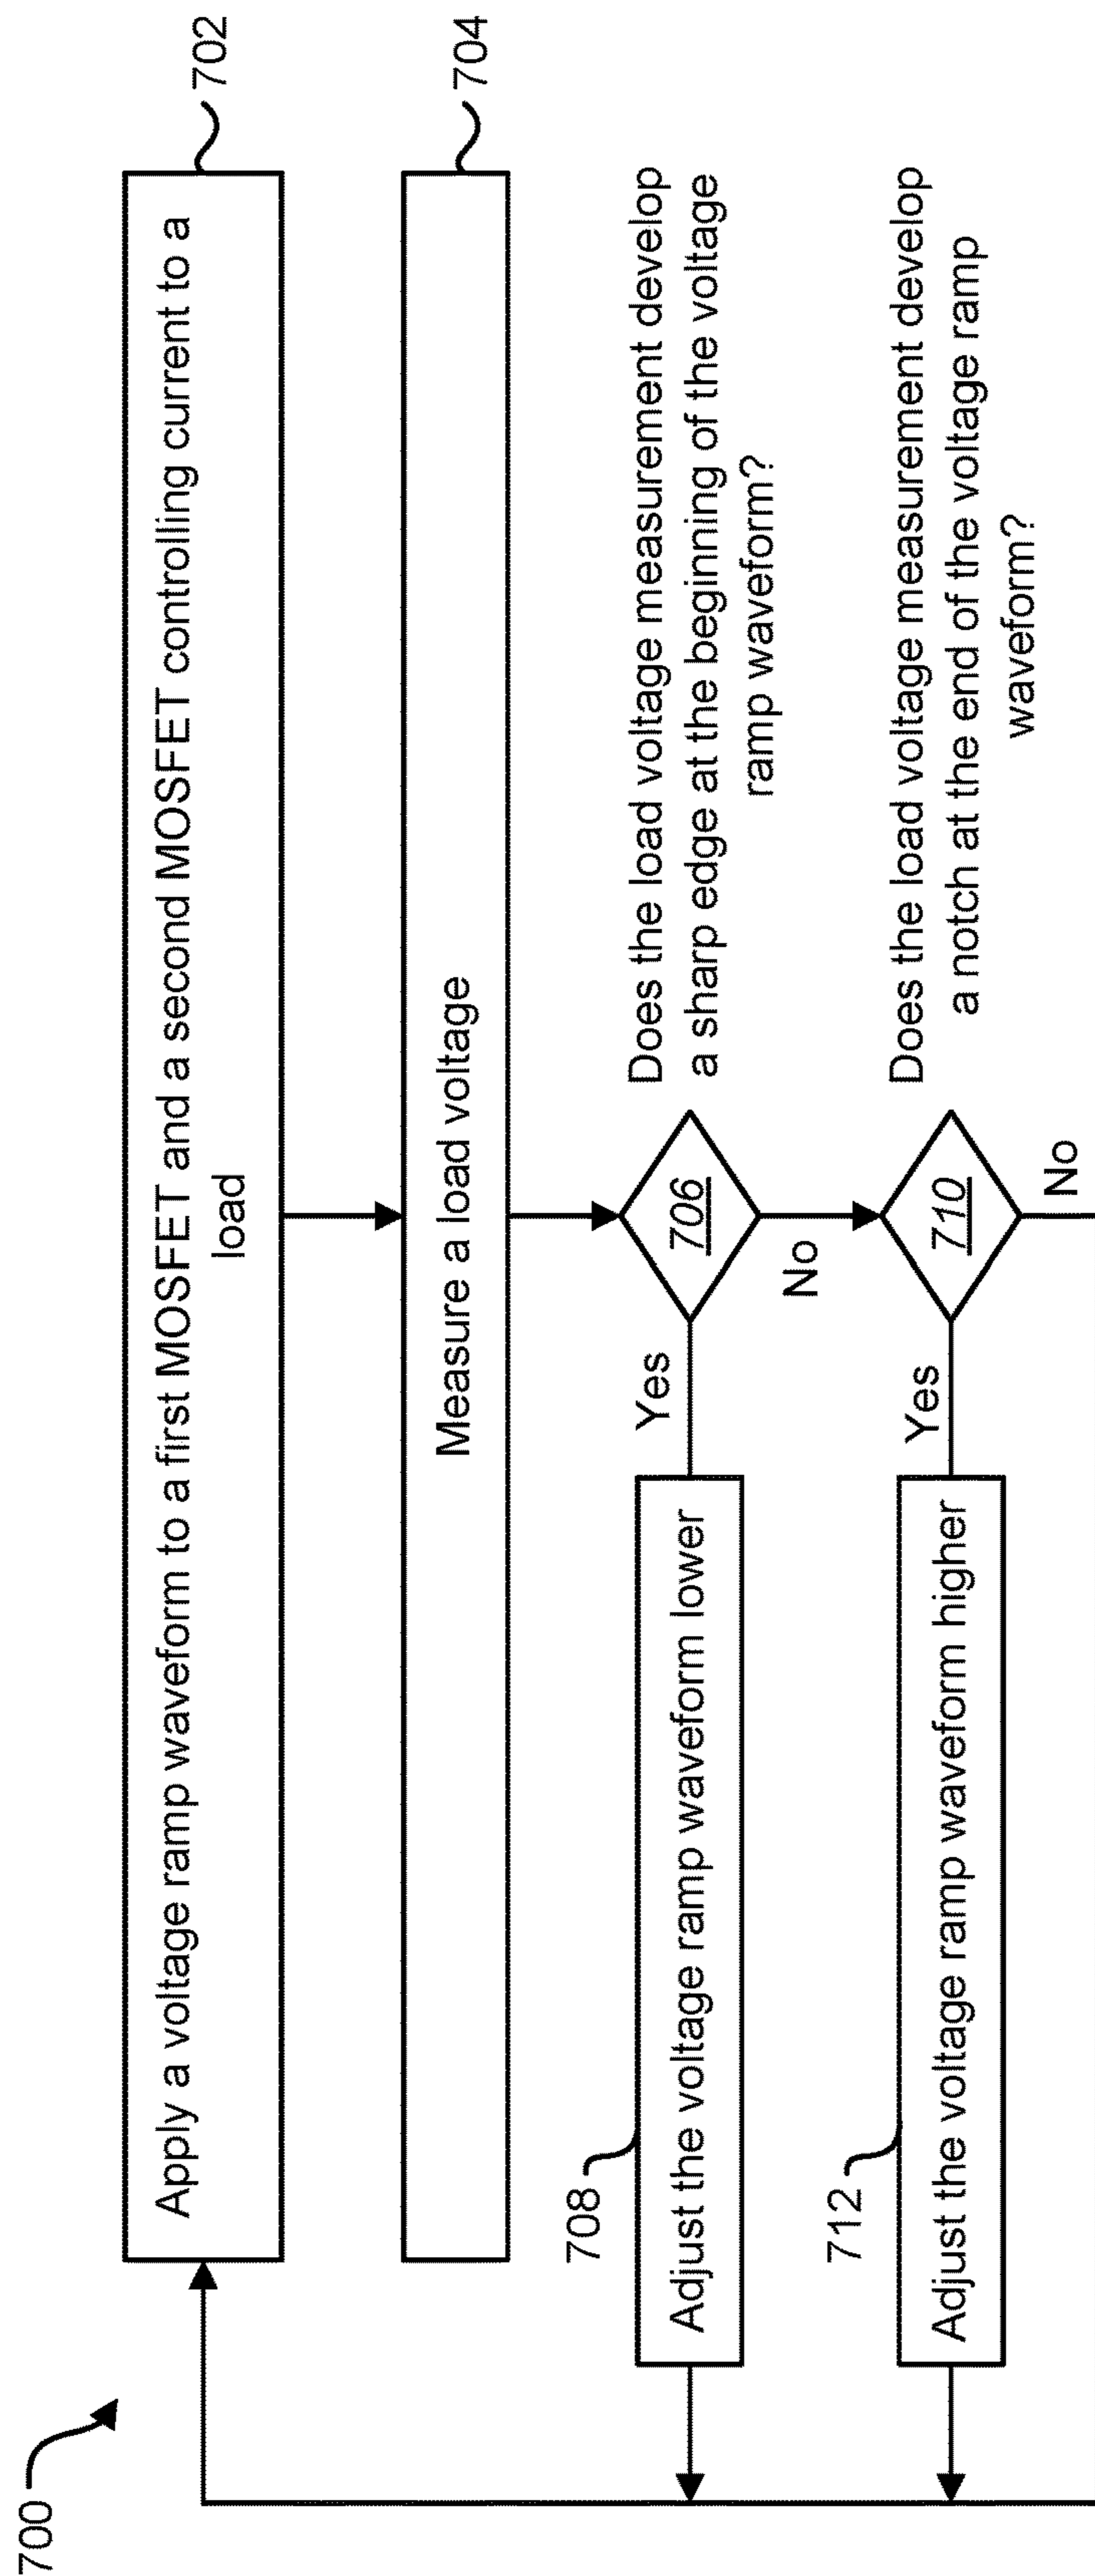 700
Apply a voltage ramp waveform to a first MOSFET and a second MOSFET controlling current to a
load
702
Measure a load voltage
704
706
Does the load voltage measurement develop
a sharp edge at the beginning of the voltage
ramp waveform?
Yes
No
708
Adjust the voltage ramp waveform lower
710
Does the load voltage measurement develop
a notch at the end of the voltage ramp
waveform?
Yes
No
712
Adjust the voltage ramp waveform higher